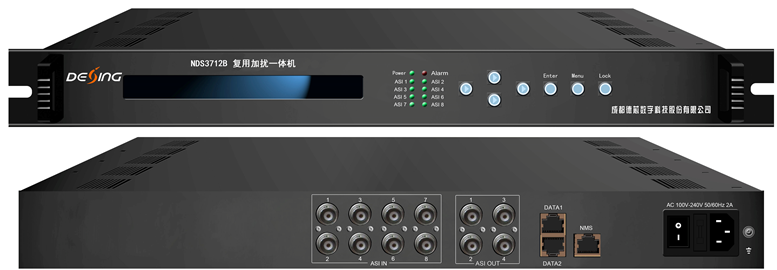 NDS3712B 复用加扰一体机
DEXING
Power Alarm
ASI 1 ASI 2
ASI 3 ASI 4
ASI 5 ASI 6
ASI 7 ASI 8
Enter Menu Lock
成都德芯数字科技股份有限公司
1 3 5 7
2 4 6 8
ASI IN
1 3
2 4
ASI OUT
DATA1
DATA2
NMS
AC 100V-240V 50/60Hz 2A